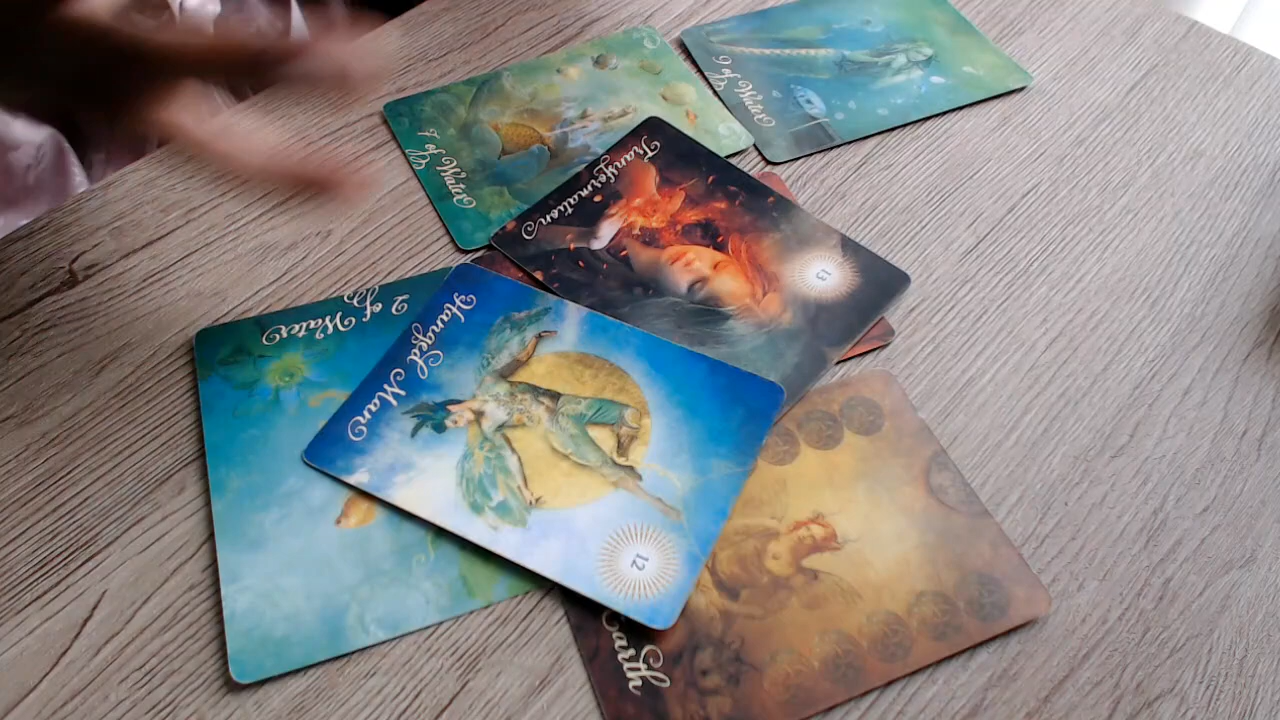 9 of Water
7 of Water
Transformation
13
2 of Water
Hanged Man
12
Earth